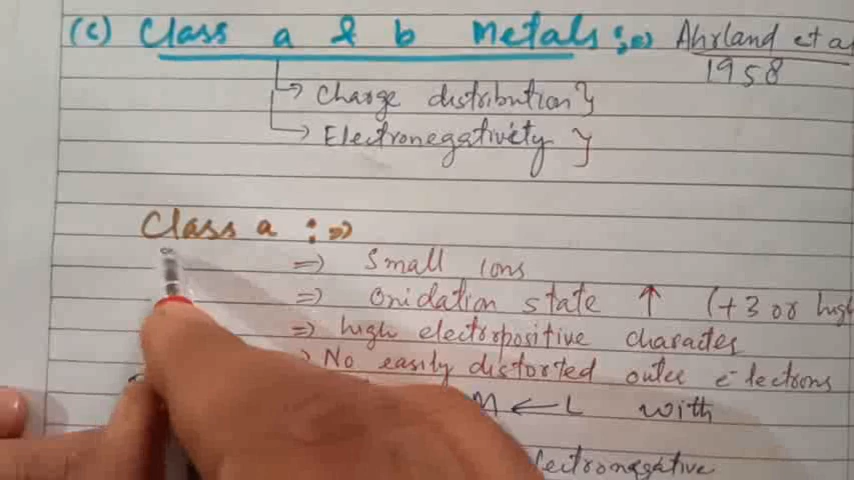 (c) Class a & b Metals :⇒ Ahrland et a
1958
→ Charge distribution}
→ Electronegativity }
Class a :⇒
⇒ Small ions
⇒ Oxidation state ↑ (+3 or high
⇒ high electropositive character
⇒ No easily distorted outer electrons
M ← L with
electronegative